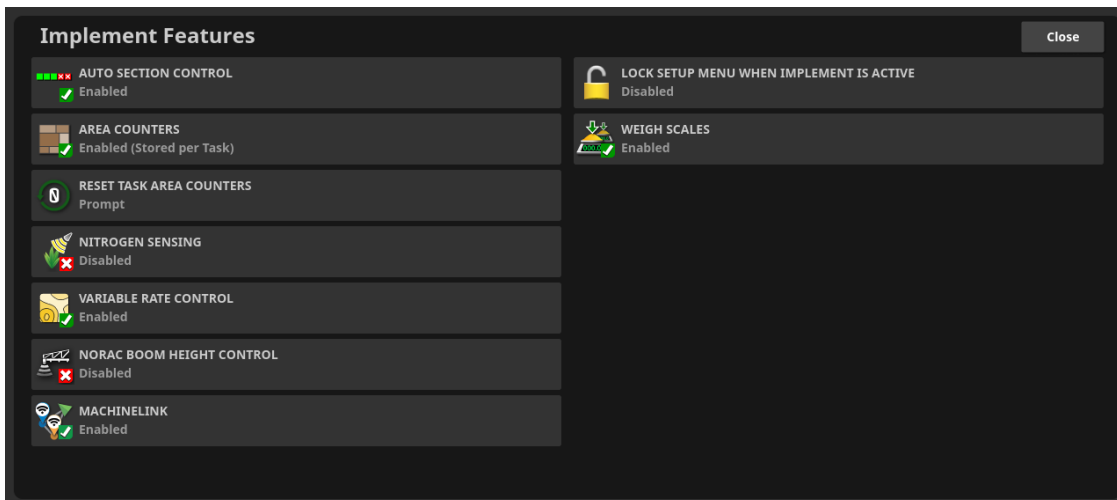 Implement Features
Close
AUTO SECTION CONTROL
Enabled
AREA COUNTERS
Enabled (Stored per Task)
RESET TASK AREA COUNTERS
Prompt
NITROGEN SENSING
Disabled
VARIABLE RATE CONTROL
Enabled
NORAC BOOM HEIGHT CONTROL
Disabled
MACHINELINK
Enabled
LOCK SETUP MENU WHEN IMPLEMENT IS ACTIVE
Disabled
WEIGH SCALES
Enabled